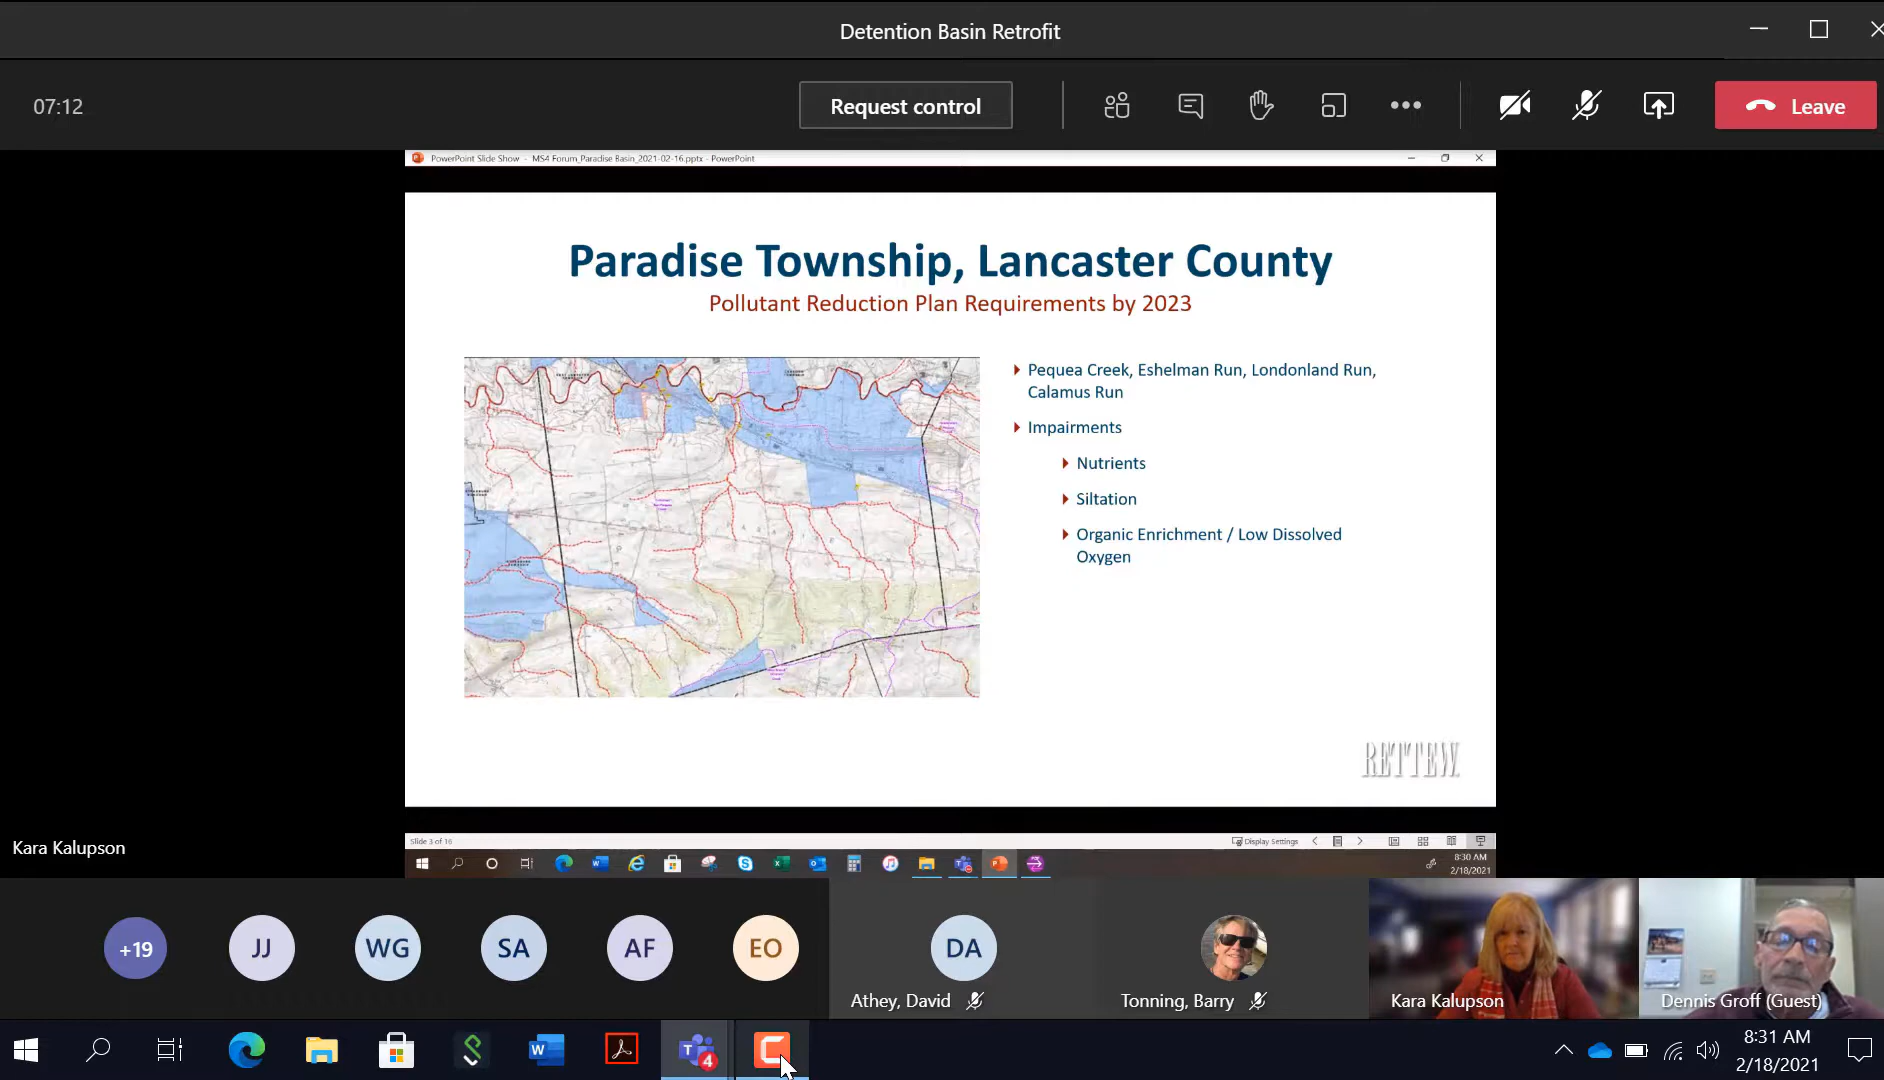 Detention Basin Retrofit
07:12
Request control
Leave
PowerPoint Slide Show - MS4 Forum_Paradise Basin_2021-02-16.pptx - PowerPoint
Paradise Township, Lancaster County
Pollutant Reduction Plan Requirements by 2023
Pequea Creek, Eshelman Run, Londonland Run,
Calamus Run
Impairments
Nutrients
Siltation
Organic Enrichment / Low Dissolved
Oxygen
RETTEW
Kara Kalupson
Slide 3 of 16
Display Settings
8:30 AM
2/18/2021
+19
JJ
WG
SA
AF
EO
DA
Athey, David
Tonning, Barry
Kara Kalupson
Dennis Groff (Guest)
4
8:31 AM
2/18/2021